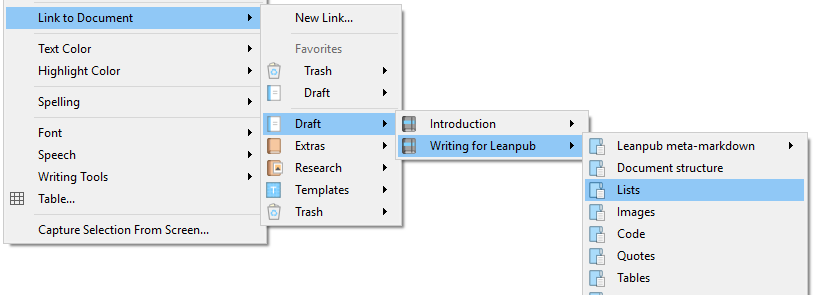 Link to Document
Text Color
Highlight Color
Spelling
Font
Speech
Writing Tools
Table...
Capture Selection From Screen...
New Link...
Favorites
Trash
Draft
Draft
Extras
Research
Templates
Trash
Introduction
Writing for Leanpub
Leanpub meta-markdown
Document structure
Lists
Images
Code
Quotes
Tables